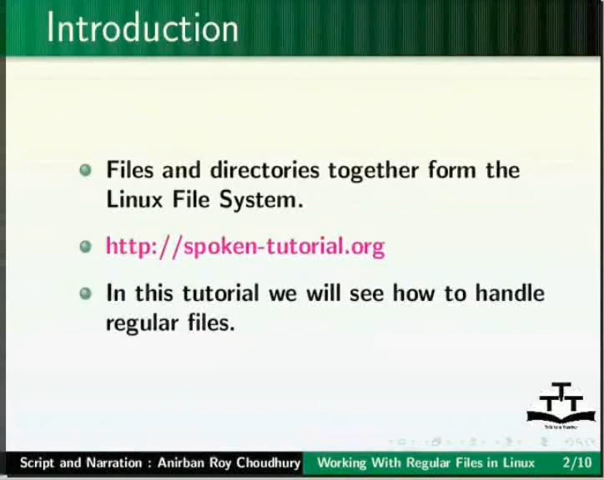 Introduction
Files and directories together form the
Linux File System.
http://spoken-tutorial.org
In this tutorial we will see how to handle
regular files.
TTT
Script and Narration : Anirban Roy Choudhury Working With Regular Files in Linux 2/10